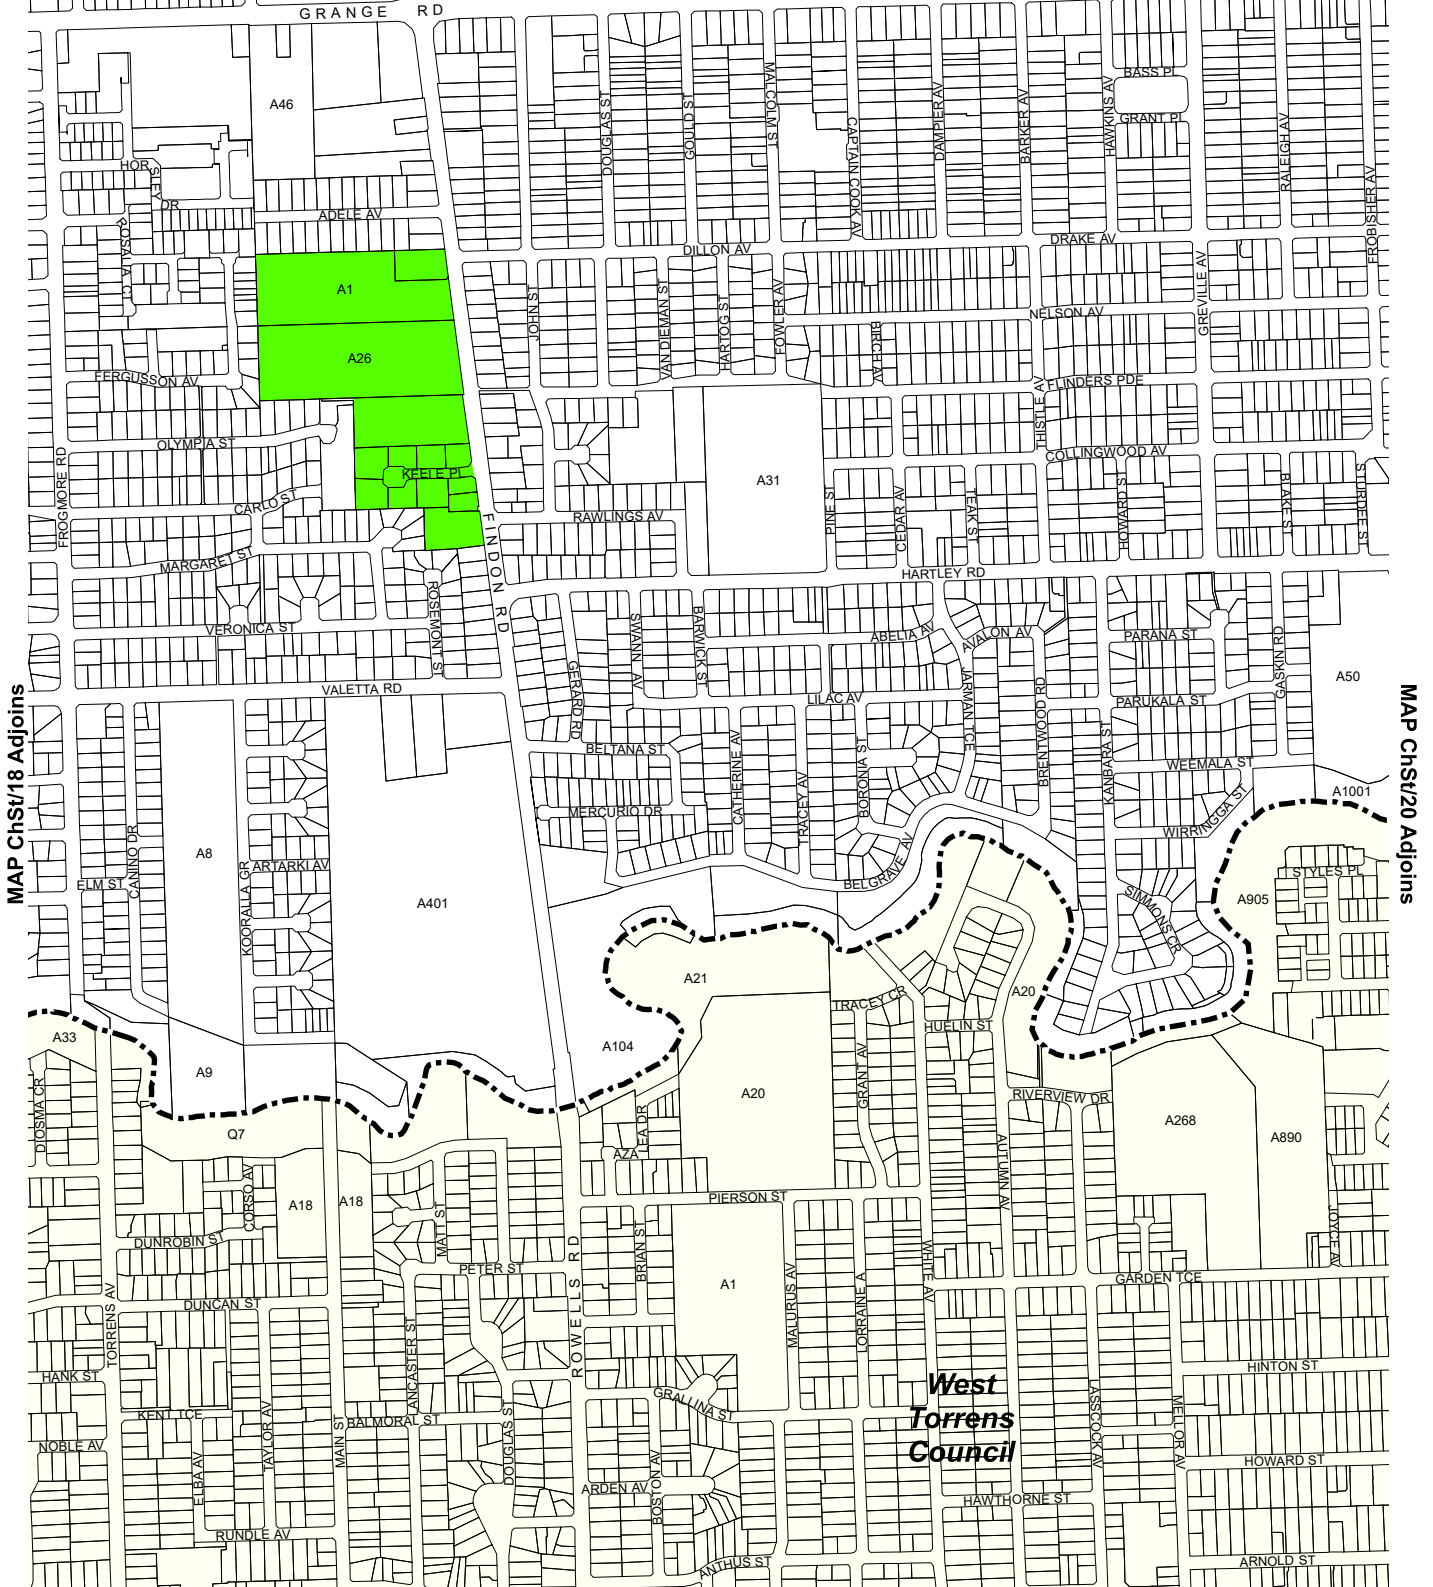 GRANGE RD
BASS PL
A46
MALCOLM ST
DOUGLAS ST
GOULD ST
CAPTAIN COOK AV
DAMPIER AV
BARKER AV
HAWKINS AV
GRANT PL
RALEIGH AV
FROBISHER AV
HOR
SLEY
DR
ADELE AV
ROSALIA C
DILLON AV
DRAKE AV
A1
JOHN ST
VAN DIEMAN ST
HARTOG ST
FOWLER AV
NELSON AV
GREVILLE AV
BIRCH AV
A26
FERGUSSON AV
FLINDERS PDE
THISTLE AV
OLYMPIA ST
COLLINGWOOD AV
FROGMORE RD
KEELE PL
A31
PINE ST
CEDAR AV
TEAK ST
HOWARD ST
BLAKE ST
STURDEE ST
CARLO ST
RAWLINGS AV
FINDON RD
MARGARET ST
HARTLEY RD
ROSEMONT S
VERONICA ST
SWANN AV
BARWICK ST
ABELIA AV
AVALON AV
PARANA ST
GASKIN RD
A50
VALETTA RD
GERARD RD
LILAC AV
JARMAN TCE
BRENTWOOD RD
PARUKALA ST
MAP ChSt/18 Adjoins
MAP ChSt/20 Adjoins
BELTANA ST
CATHERINE AV
TRACEY AV
BORONIA ST
KANBARA ST
WEEMALA ST
A1001
MERCURIO DR
WIRRINGGA ST
CANINO DR
A8
ARTARKI AV
KOORALLA GR
ELM ST
BELGRAVE AV
A401
SIMMONS CR
A905
STYLES PL
A21
A20
TRACEY CR
HUELIN ST
A33
A104
A9
A20
GRANT AV
RIVERVIEW DR
DIOSMA CR
Q7
LEA DR
AZA
A268
A890
AUTUMN AV
CORSO AV
A18
A18
PIERSON ST
MATT ST
DUNROBIN ST
BRIAN ST
JOYCE AV
PETER ST
ROWELLS RD
WHITE AV
GARDEN TCE
A1
MALURUS AV
LORRAINE A
TORRENS AV
DUNCAN ST
HANK ST
ANCASTER ST
HINTON ST
West
Torrens
Council
GRALLINA ST
LASSCOCK AV
MELLOR AV
KENT TCE
TAYLOR AV
MAIN ST
BALMORAL ST
DOUGLAS ST
NOBLE AV
ELBA AV
ARDEN AV
BOSTON AV
HOWARD ST
HAWTHORNE ST
RUNDLE AV
ANTHUS ST
ARNOLD ST